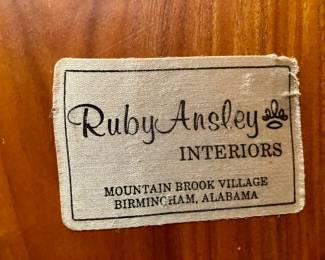 Ruby Ansley
INTERIORS
MOUNTAIN BROOK VILLAGE
BIRMINGHAM, ALABAMA